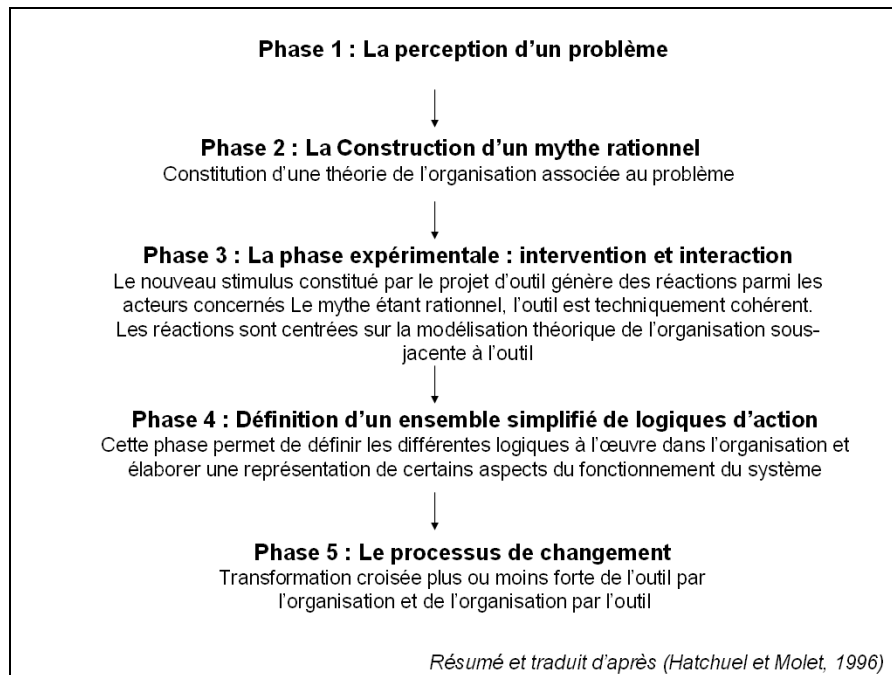 Phase 1 : La perception d'un problème
Phase 2 : La Construction d'un mythe rationnel
Constitution d'une théorie de l'organisation associée au problème
Phase 3 : La phase expérimentale : intervention et interaction
Le nouveau stimulus constitué par le projet d'outil génère des réactions parmi les
acteurs concernés Le mythe étant rationnel, l'outil est techniquement cohérent.
Les réactions sont centrées sur la modélisation théorique de l'organisation sous-
jacente à l'outil
Phase 4 : Définition d'un ensemble simplifié de logiques d'action
Cette phase permet de définir les différentes logiques à l'œuvre dans l'organisation et
élaborer une représentation de certains aspects du fonctionnement du système
Phase 5 : Le processus de changement
Transformation croisée plus ou moins forte de l'outil par
l'organisation et de l'organisation par l'outil
Résumé et traduit d'après (Hatchuel et Molet, 1996)